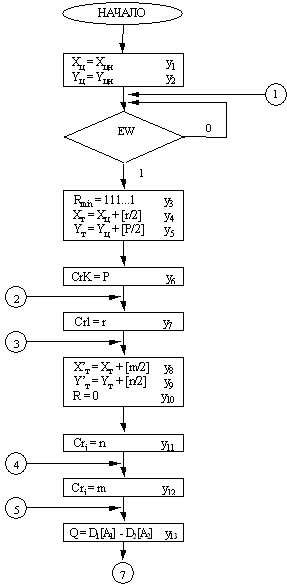 НАЧАЛО
Xц = Xцн y1
Yц = Yцн y2
1
EW
0
1
Rmin = 111...1 y3
Xт = Xц + [r/2] y4
Yт = Yц + [P/2] y5
CrK = P y6
2
Crl = r y7
3
X'т = Xт + [m/2] y8
Y'т = Yт + [n/2] y9
R = 0 y10
Crj = n y11
4
Cri = m y12
5
Q = D1[A1] - D2[A2] y13
7